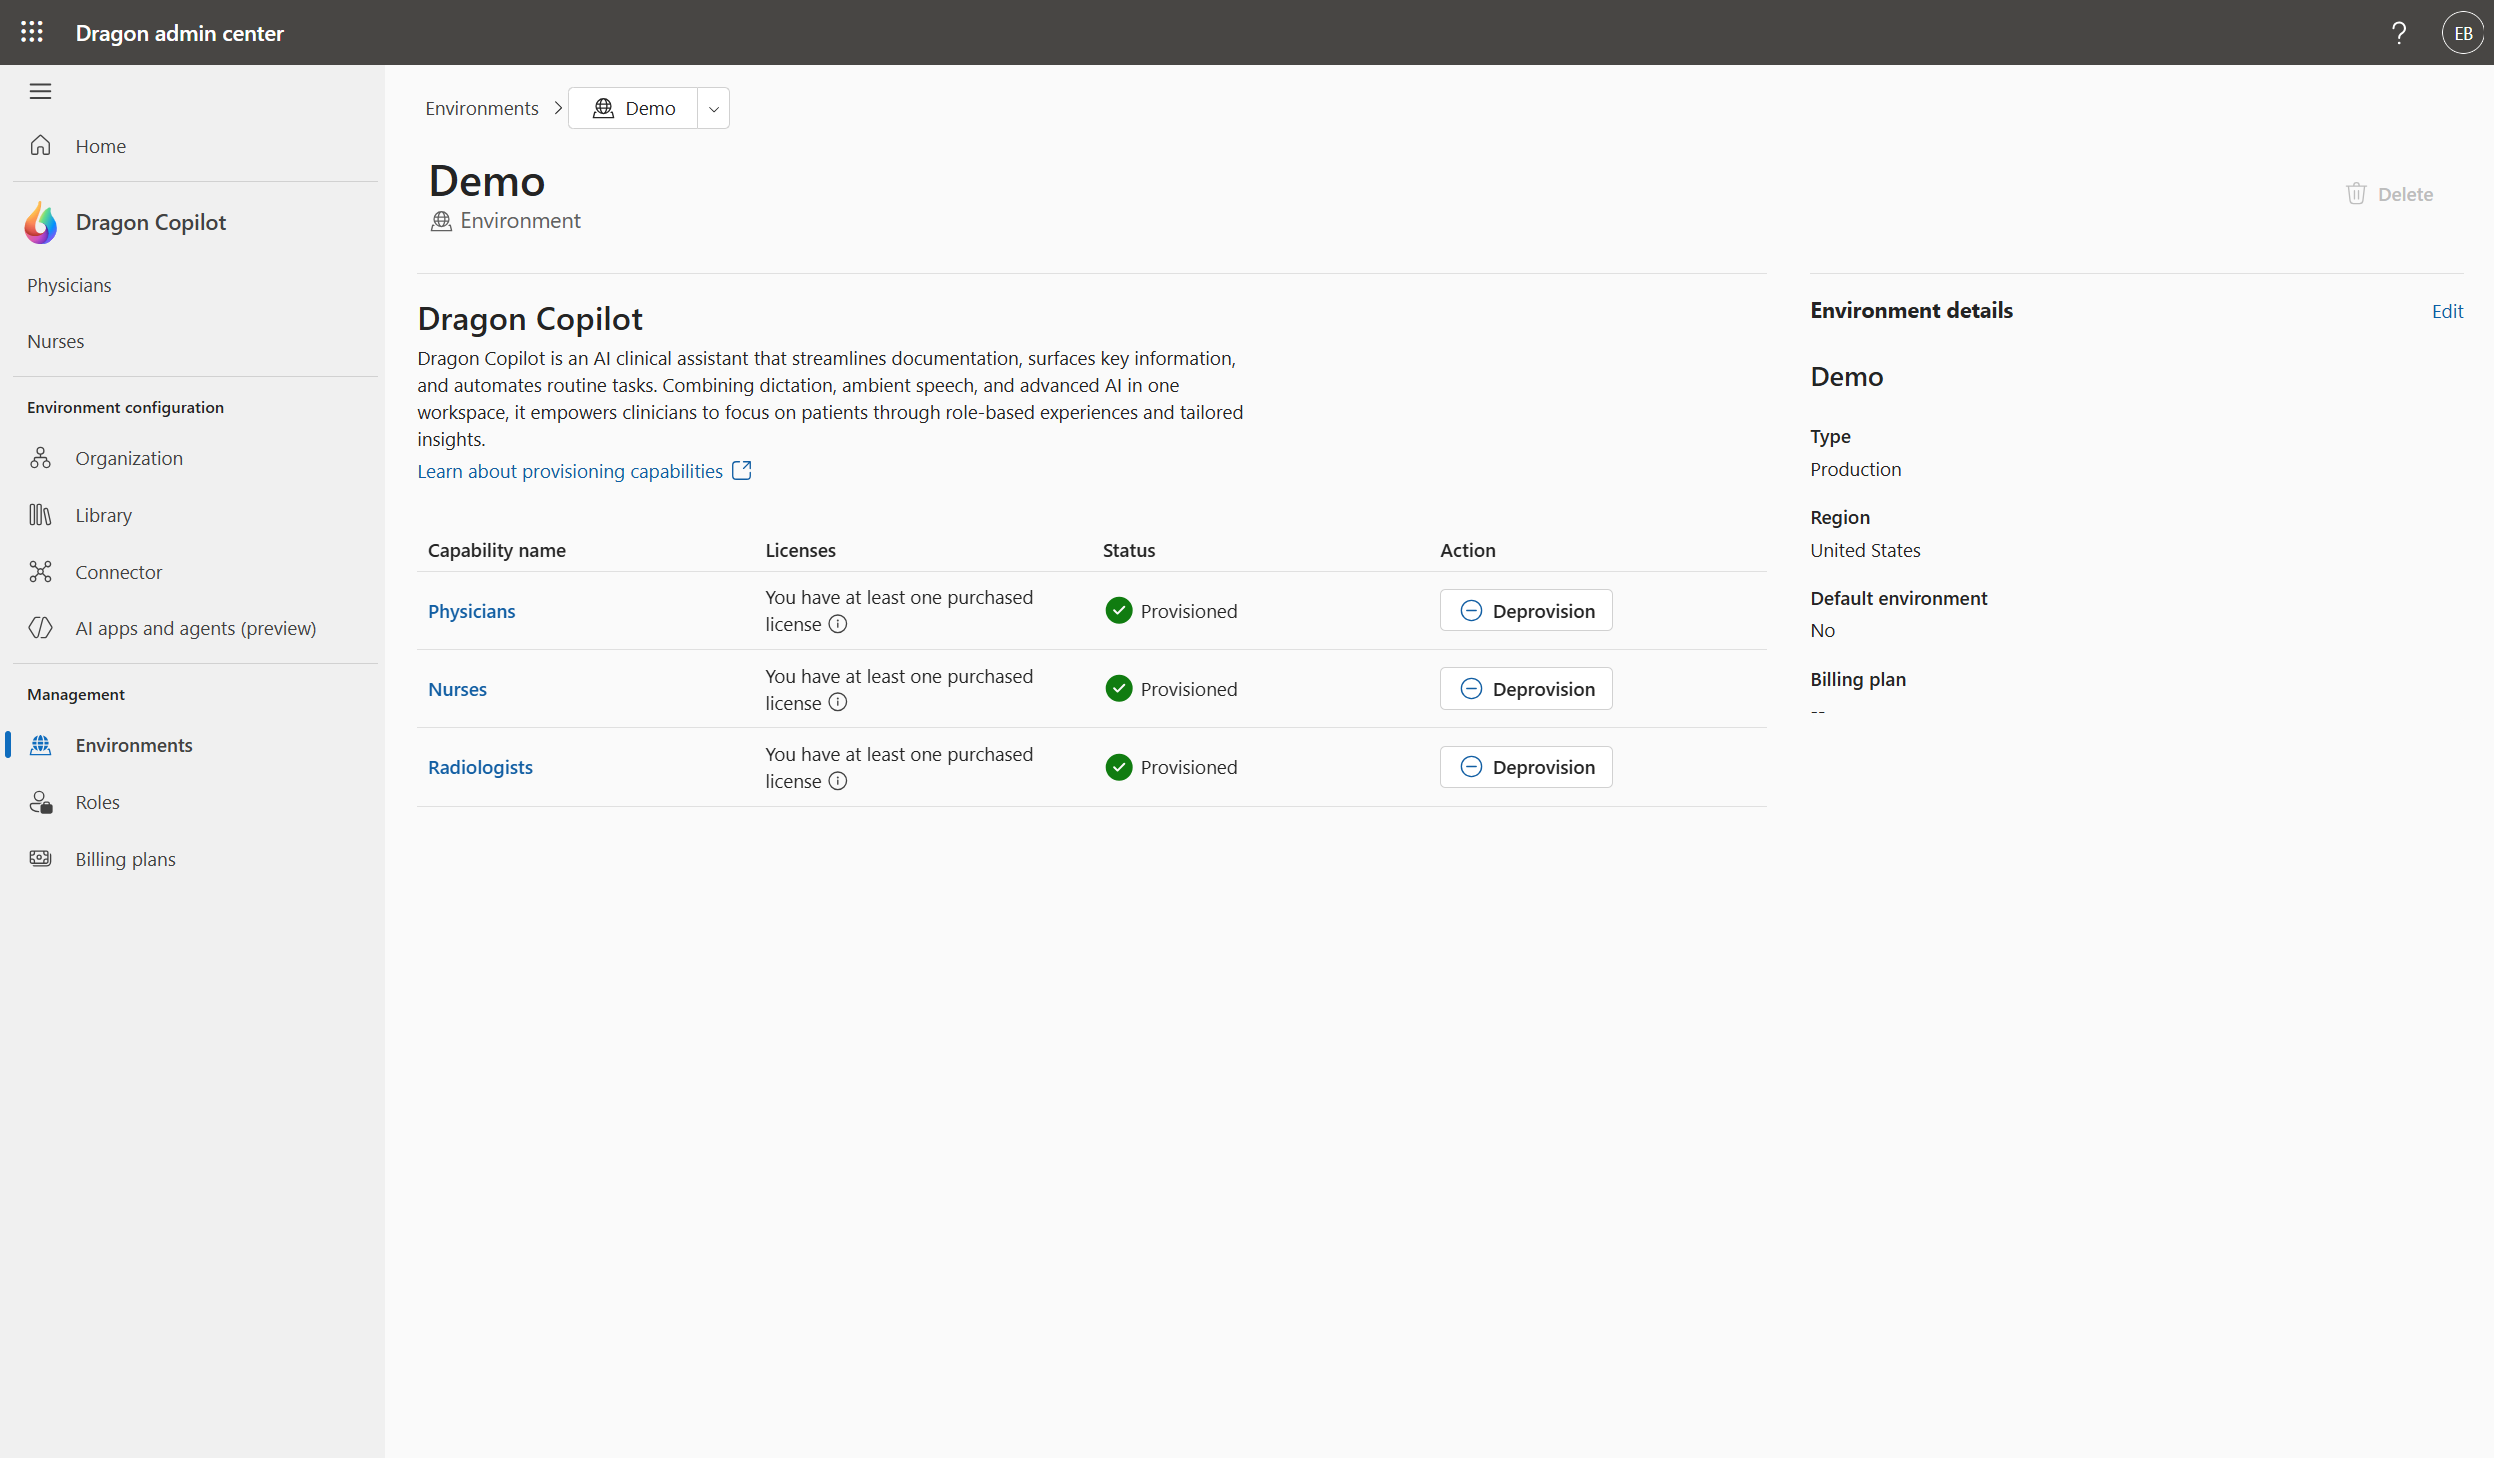 Dragon admin center
?
EB
Home
Dragon Copilot
Physicians
Nurses
Environment configuration
Organization
Library
Connector
AI apps and agents (preview)
Management
Environments
Roles
Billing plans
Environments
Demo
Demo
Environment
Delete
Dragon Copilot
Dragon Copilot is an AI clinical assistant that streamlines documentation, surfaces key information,
and automates routine tasks. Combining dictation, ambient speech, and advanced AI in one
workspace, it empowers clinicians to focus on patients through role-based experiences and tailored
insights.
Learn about provisioning capabilities
Capability name Licenses Status Action
Physicians
You have at least one purchased
license
Provisioned
Deprovision
Nurses
You have at least one purchased
license
Provisioned
Deprovision
Radiologists
You have at least one purchased
license
Provisioned
Deprovision
Environment details
Edit
Demo
Type
Production
Region
United States
Default environment
No
Billing plan
--